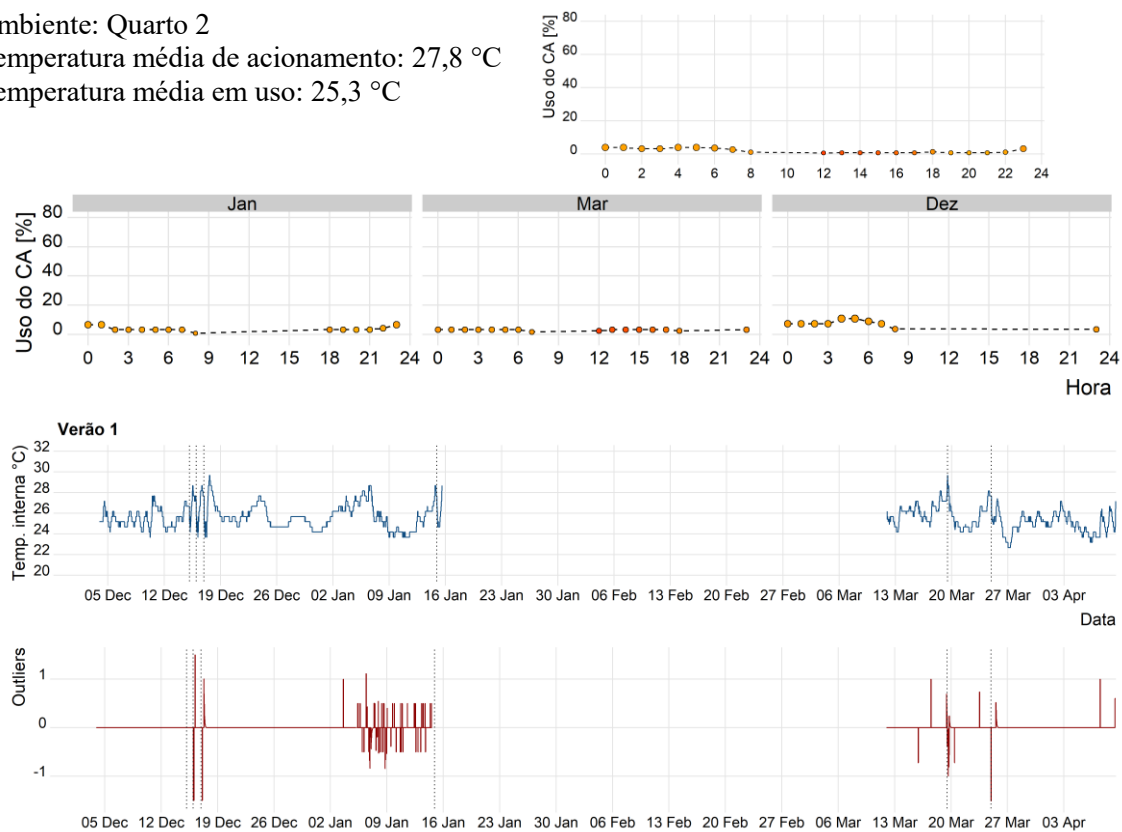 mbiente: Quarto 2
emperatura média de acionamento: 27,8 °C
emperatura média em uso: 25,3 °C
Uso do CA [%]
80
60
40
20
0
0 2 4 6 8 10 12 14 16 18 20 22 24
Jan Mar Dez
Uso do CA [%]
80
60
40
20
0
0 3 6 9 12 15 18 21 24 0 3 6 9 12 15 18 21 24 0 3 6 9 12 15 18 21 24
Hora
Verão 1
Temp. interna °C)
32
30
28
26
24
22
20
05 Dec 12 Dec 19 Dec 26 Dec 02 Jan 09 Jan 16 Jan 23 Jan 30 Jan 06 Feb 13 Feb 20 Feb 27 Feb 06 Mar 13 Mar 20 Mar 27 Mar 03 Apr
Data
Outliers
1
0
-1
05 Dec 12 Dec 19 Dec 26 Dec 02 Jan 09 Jan 16 Jan 23 Jan 30 Jan 06 Feb 13 Feb 20 Feb 27 Feb 06 Mar 13 Mar 20 Mar 27 Mar 03 Apr